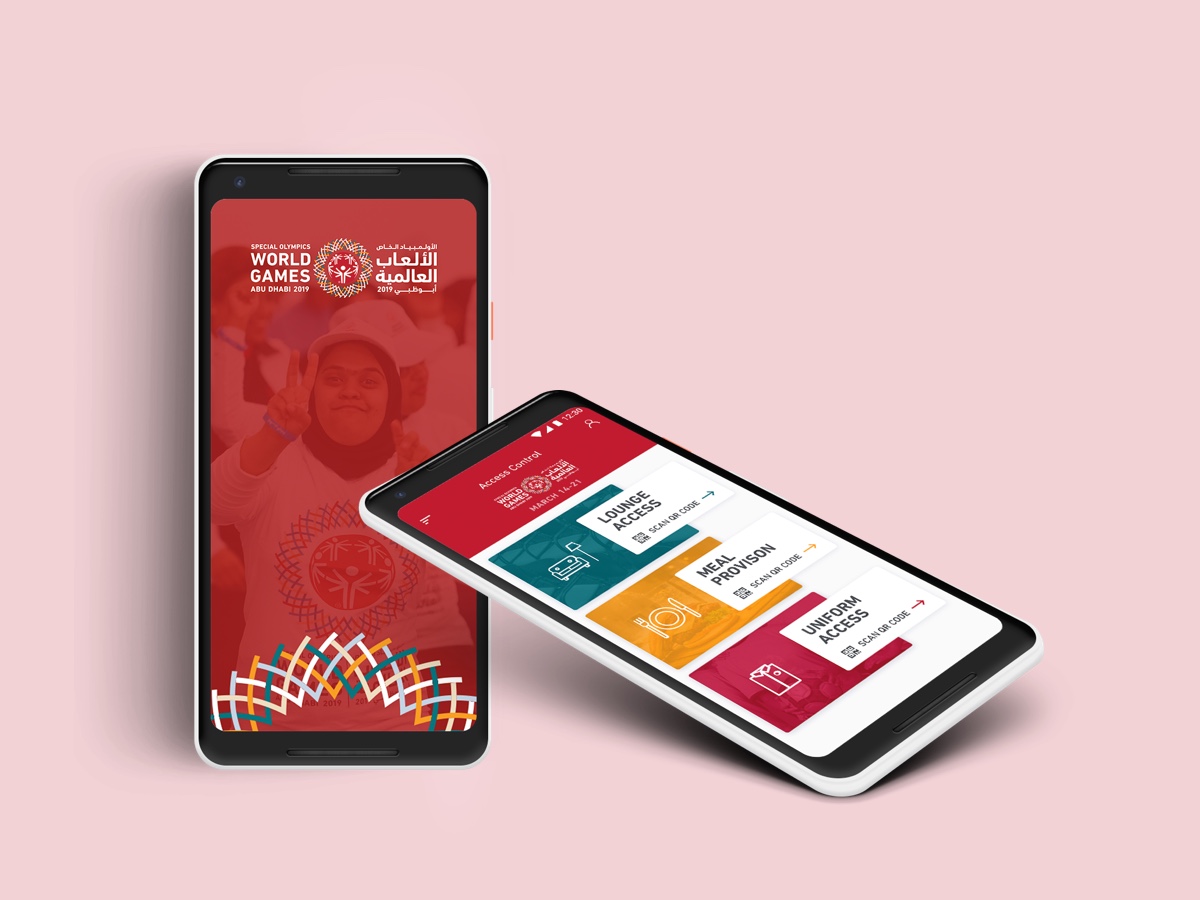 SPECIAL OLYMPICS
WORLD
GAMES
ABU DHABI 2019
الأولمبياد الخاص
الألعاب
العالمية
أبوظبي 2019
12:30
Access Control
WORLD
GAMES
الألعاب
العالمية
MARCH 14-21
LOUNGE
ACCESS
SCAN QR CODE
MEAL
PROVISON
SCAN QR CODE
UNIFORM
ACCESS
SCAN QR CODE